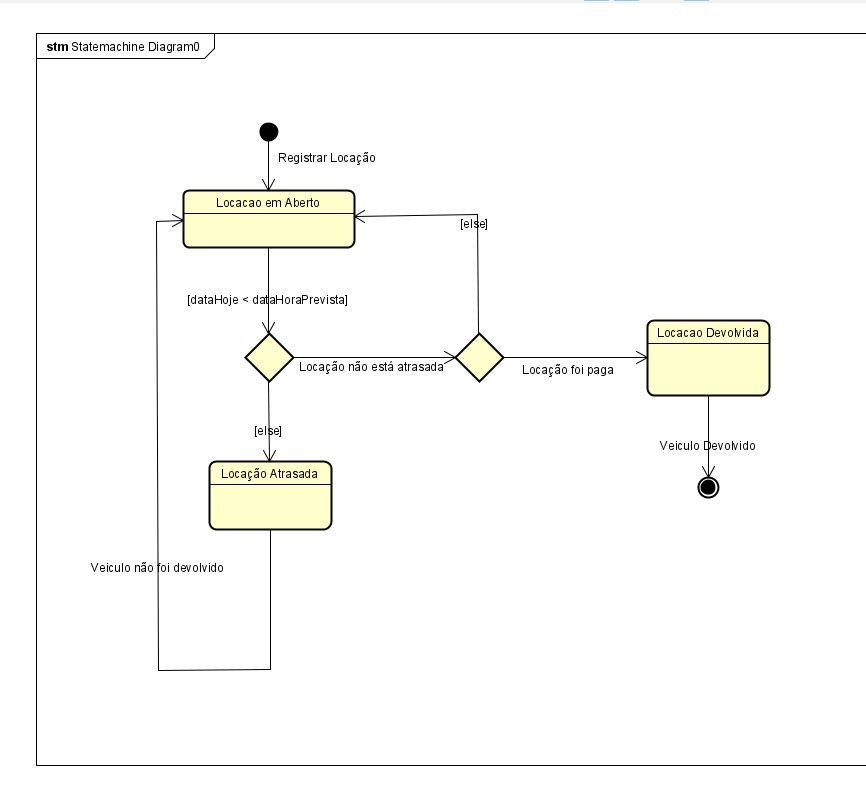 stm Statemachine Diagram0
Registrar Locação
Locacao em Aberto
[else]
[dataHoje < dataHoraPrevista]
Locacao Devolvida
Locação não está atrasada
Locação foi paga
[else]
Veiculo Devolvido
Locação Atrasada
Veiculo não foi devolvido